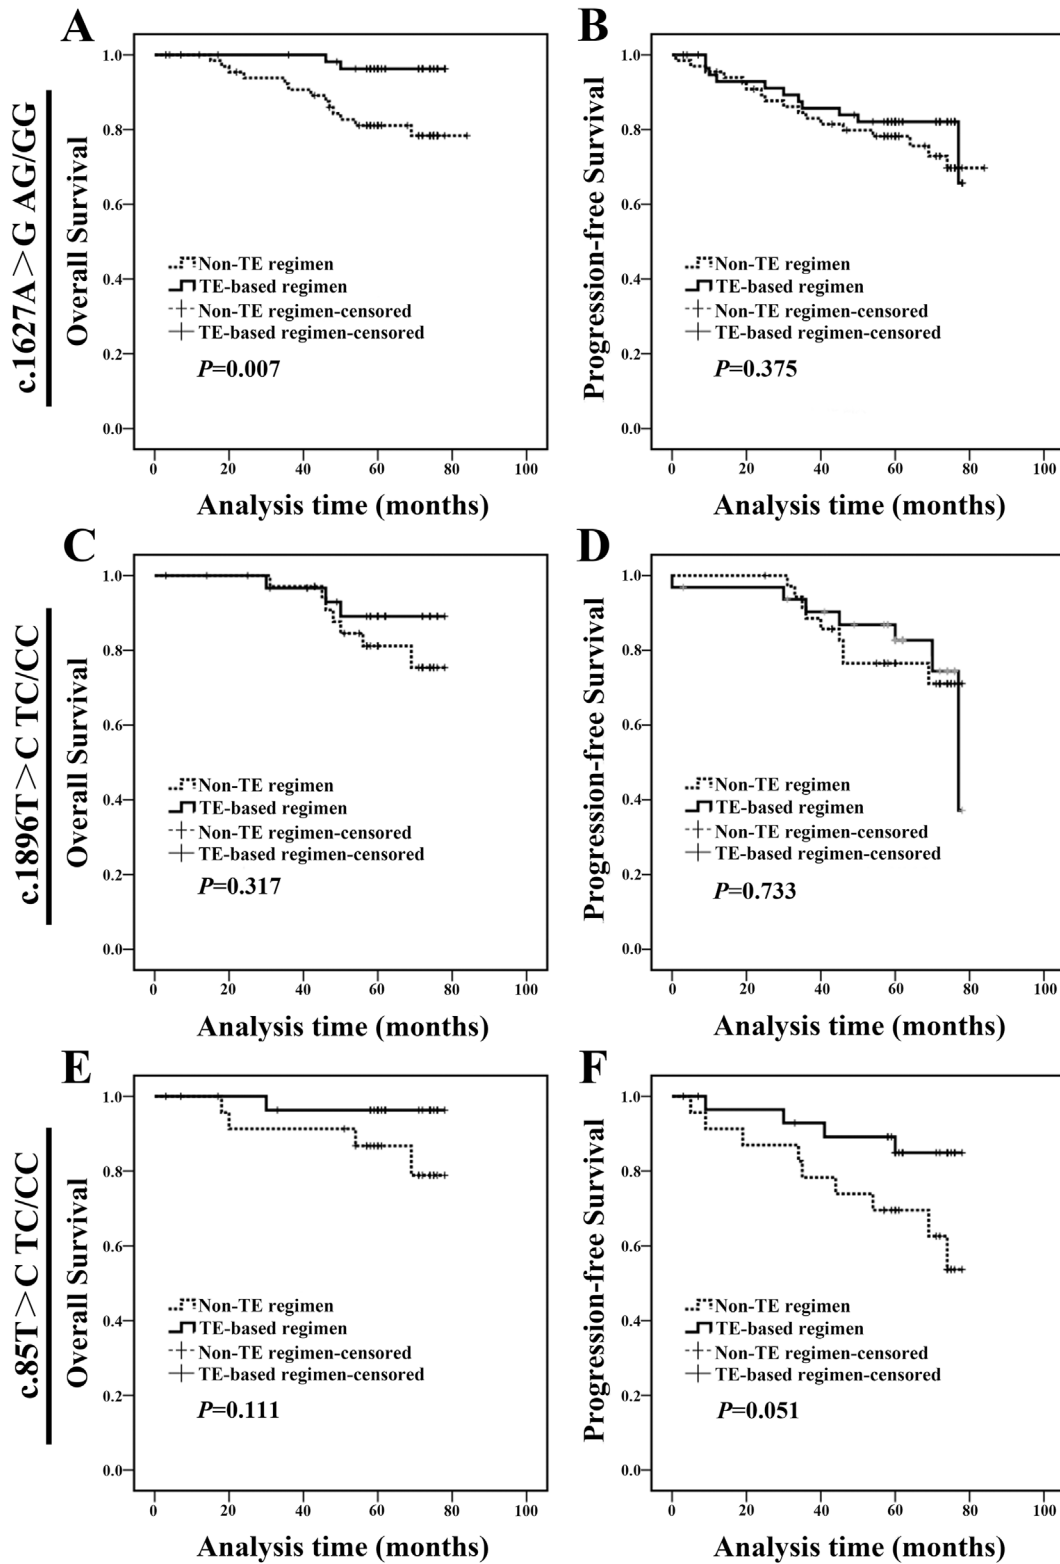 A
c.1627A>G AG/GG
Overall Survival
1.0
0.8
0.6
0.4
0.2
0.0
Non-TE regimen
TE-based regimen
Non-TE regimen-censored
TE-based regimen-censored
P=0.007
0 20 40 60 80 100
Analysis time (months)
B
Progression-free Survival
1.0
0.8
0.6
0.4
0.2
0.0
Non-TE regimen
TE-based regimen
Non-TE regimen-censored
TE-based regimen-censored
P=0.375
0 20 40 60 80 100
Analysis time (months)
C
c.1896T>C TC/CC
Overall Survival
1.0
0.8
0.6
0.4
0.2
0.0
Non-TE regimen
TE-based regimen
Non-TE regimen-censored
TE-based regimen-censored
P=0.317
0 20 40 60 80 100
Analysis time (months)
D
Progression-free Survival
1.0
0.8
0.6
0.4
0.2
0.0
Non-TE regimen
TE-based regimen
Non-TE regimen-censored
TE-based regimen-censored
P=0.733
0 20 40 60 80 100
Analysis time (months)
E
c.85T>C TC/CC
Overall Survival
1.0
0.8
0.6
0.4
0.2
0.0
Non-TE regimen
TE-based regimen
Non-TE regimen-censored
TE-based regimen-censored
P=0.111
0 20 40 60 80 100
Analysis time (months)
F
Progression-free Survival
1.0
0.8
0.6
0.4
0.2
0.0
Non-TE regimen
TE-based regimen
Non-TE regimen-censored
TE-based regimen-censored
P=0.051
0 20 40 60 80 100
Analysis time (months)